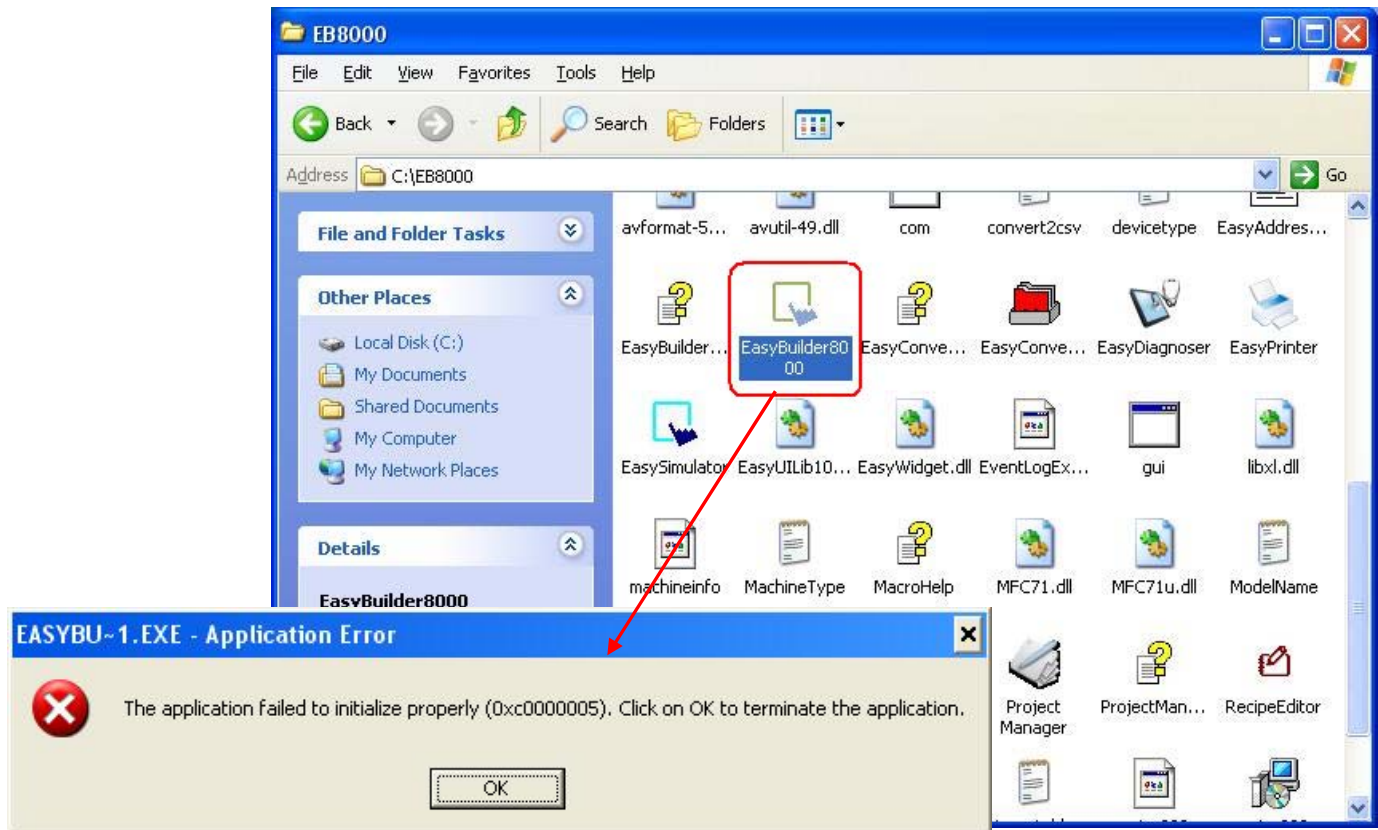 EB8000
File Edit View Favorites Tools Help
Back Search Folders
Address C:\EB8000 Go
File and Folder Tasks
Other Places
Local Disk (C:)
My Documents
Shared Documents
My Computer
My Network Places
Details
EasyBuilder8000
avformat-5... avutil-49.dll com convert2csv devicetype EasyAddres...
EasyBuilder... EasyBuilder80 EasyConve... EasyConve... EasyDiagnoser EasyPrinter
00
EasySimulator EasyUILib10... EasyWidget.dll EventLogEx... gui libxl.dll
machineinfo MachineType MacroHelp MFC71.dll MFC71u.dll ModelName
Project ProjectMan... RecipeEditor
Manager
EASYBU~1.EXE - Application Error
The application failed to initialize properly (0xc0000005). Click on OK to terminate the application.
OK